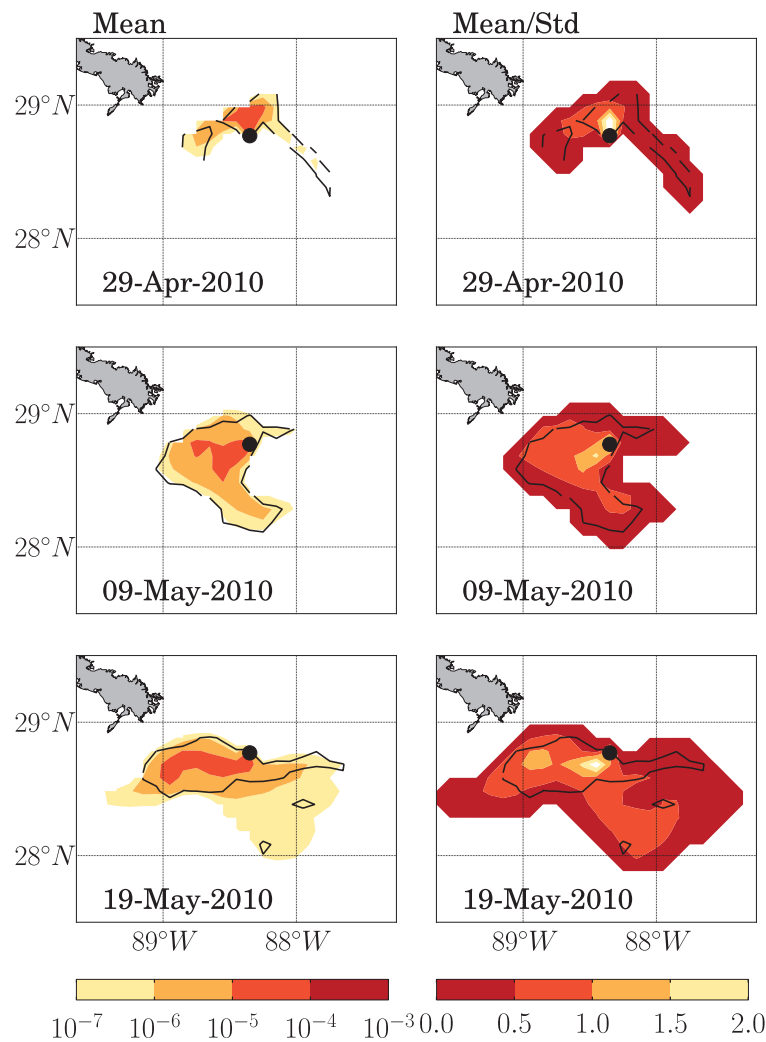 Mean Mean/Std
29°N
28°N
29-Apr-2010 29-Apr-2010
29°N
28°N
09-May-2010 09-May-2010
29°N
28°N
19-May-2010 19-May-2010
89°W 88°W 89°W 88°W
10⁻⁷ 10⁻⁶ 10⁻⁵ 10⁻⁴ 10⁻³ 0.0 0.5 1.0 1.5 2.0